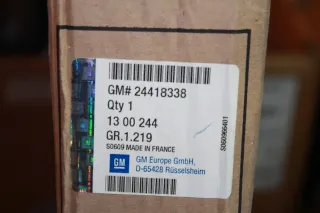 GM# 24418338
Qty 1
13 00 244
GR.1.219
S0609 MADE IN FRANCE
GM
GM Europe GmbH,
D-65428 Rüsselsheim
S060966401